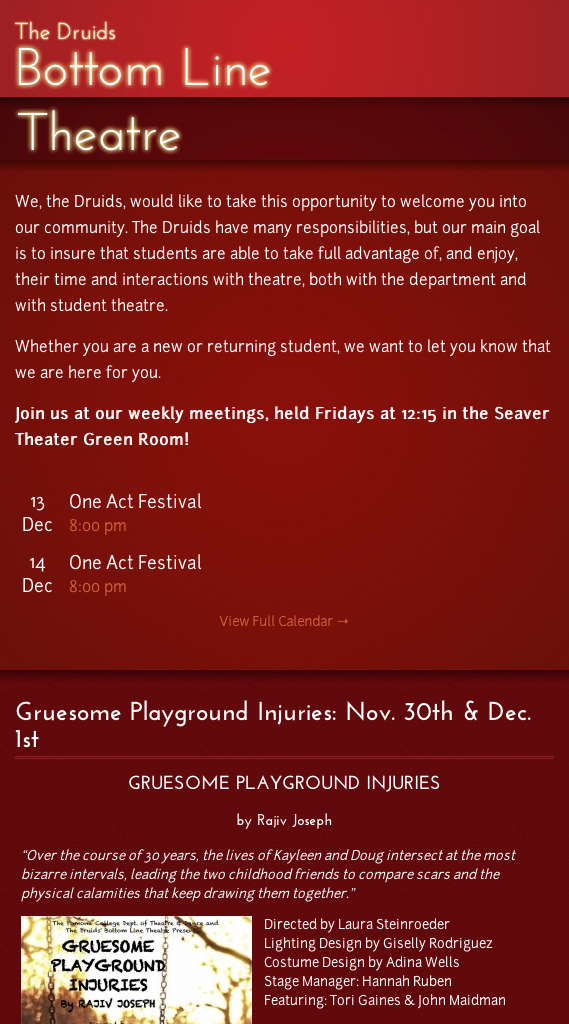 The Druids
Bottom Line
Theatre
We, the Druids, would like to take this opportunity to welcome you into
our community. The Druids have many responsibilities, but our main goal
is to insure that students are able to take full advantage of, and enjoy,
their time and interactions with theatre, both with the department and
with student theatre.
Whether you are a new or returning student, we want to let you know that
we are here for you.
Join us at our weekly meetings, held Fridays at 12:15 in the Seaver
Theater Green Room!
13 One Act Festival
Dec 8:00 pm
14 One Act Festival
Dec 8:00 pm
View Full Calendar →
Gruesome Playground Injuries: Nov. 30th & Dec.
1st
GRUESOME PLAYGROUND INJURIES
by Rajiv Joseph
“Over the course of 30 years, the lives of Kayleen and Doug intersect at the most
bizarre intervals, leading the two childhood friends to compare scars and the
physical calamities that keep drawing them together.”
The Pomona College Dept. of Theatre & Dance and
The Druids' Bottom Line Theatre Present
GRUESOME
PLAYGROUND
INJURIES
By RAJIV JOSEPH
Directed by Laura Steinroeder
Lighting Design by Giselly Rodriguez
Costume Design by Adina Wells
Stage Manager: Hannah Ruben
Featuring: Tori Gaines & John Maidman